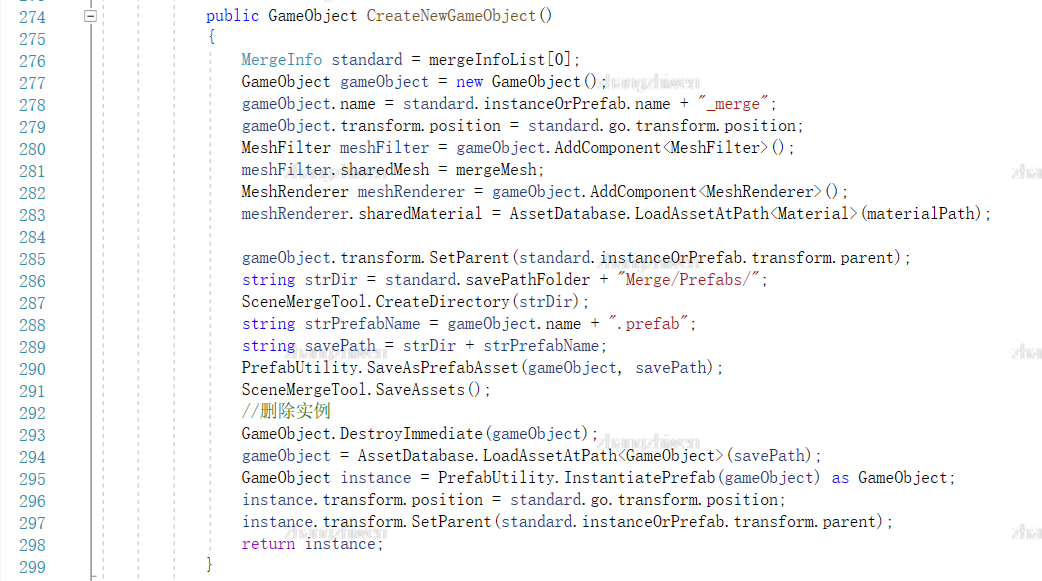 274 public GameObject CreateNewGameObject()
275 {
276 MergeInfo standard = mergeInfoList[0];
277 GameObject gameObject = new GameObject();
278 gameObject.name = standard.instanceOrPrefab.name + "_merge";
279 gameObject.transform.position = standard.go.transform.position;
280 MeshFilter meshFilter = gameObject.AddComponent<MeshFilter>();
281 meshFilter.sharedMesh = mergeMesh;
282 MeshRenderer meshRenderer = gameObject.AddComponent<MeshRenderer>();
283 meshRenderer.sharedMaterial = AssetDatabase.LoadAssetAtPath<Material>(materialPath);
284
285 gameObject.transform.SetParent(standard.instanceOrPrefab.transform.parent);
286 string strDir = standard.savePathFolder + "Merge/Prefabs/";
287 SceneMergeTool.CreateDirectory(strDir);
288 string strPrefabName = gameObject.name + ".prefab";
289 string savePath = strDir + strPrefabName;
290 PrefabUtility.SaveAsPrefabAsset(gameObject, savePath);
291 SceneMergeTool.SaveAssets();
292 //删除实例
293 GameObject.DestroyImmediate(gameObject);
294 gameObject = AssetDatabase.LoadAssetAtPath<GameObject>(savePath);
295 GameObject instance = PrefabUtility.InstantiatePrefab(gameObject) as GameObject;
296 instance.transform.position = standard.go.transform.position;
297 instance.transform.SetParent(standard.instanceOrPrefab.transform.parent);
298 return instance;
299 }